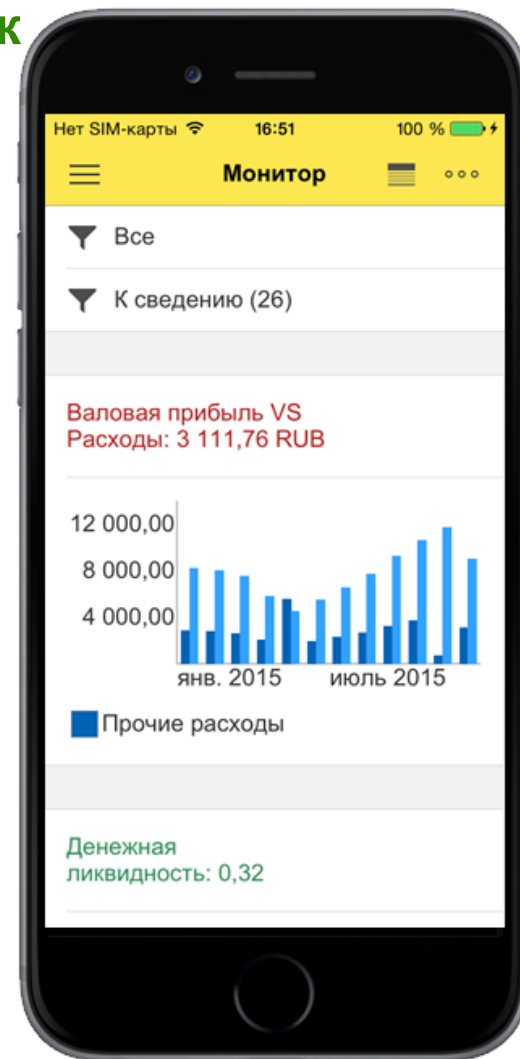 к
Нет SIM-карты 16:51 100 %
Монитор
Все
К сведению (26)
Валовая прибыль VS
Расходы: 3 111,76 RUB
12 000,00
8 000,00
4 000,00
янв. 2015 июль 2015
Прочие расходы
Денежная
ликвидность: 0,32